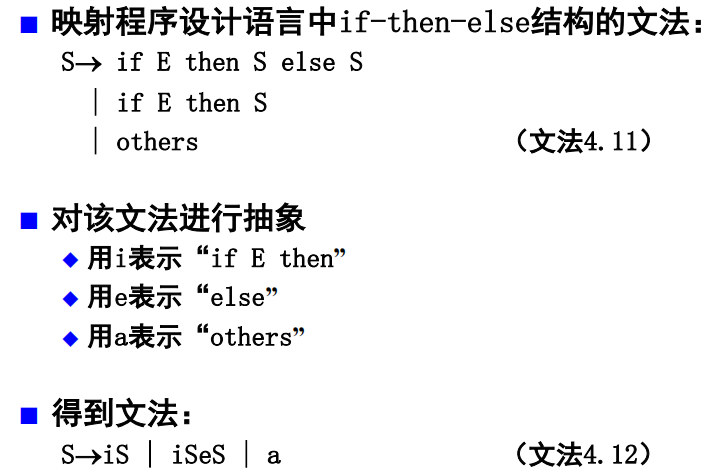 ■ 映射程序设计语言中if-then-else结构的文法：
S→ if E then S else S
| if E then S
| others （文法4.11）
■ 对该文法进行抽象
◆ 用i表示“if E then”
◆ 用e表示“else”
◆ 用a表示“others”
■ 得到文法：
S→iS | iSeS | a （文法4.12）